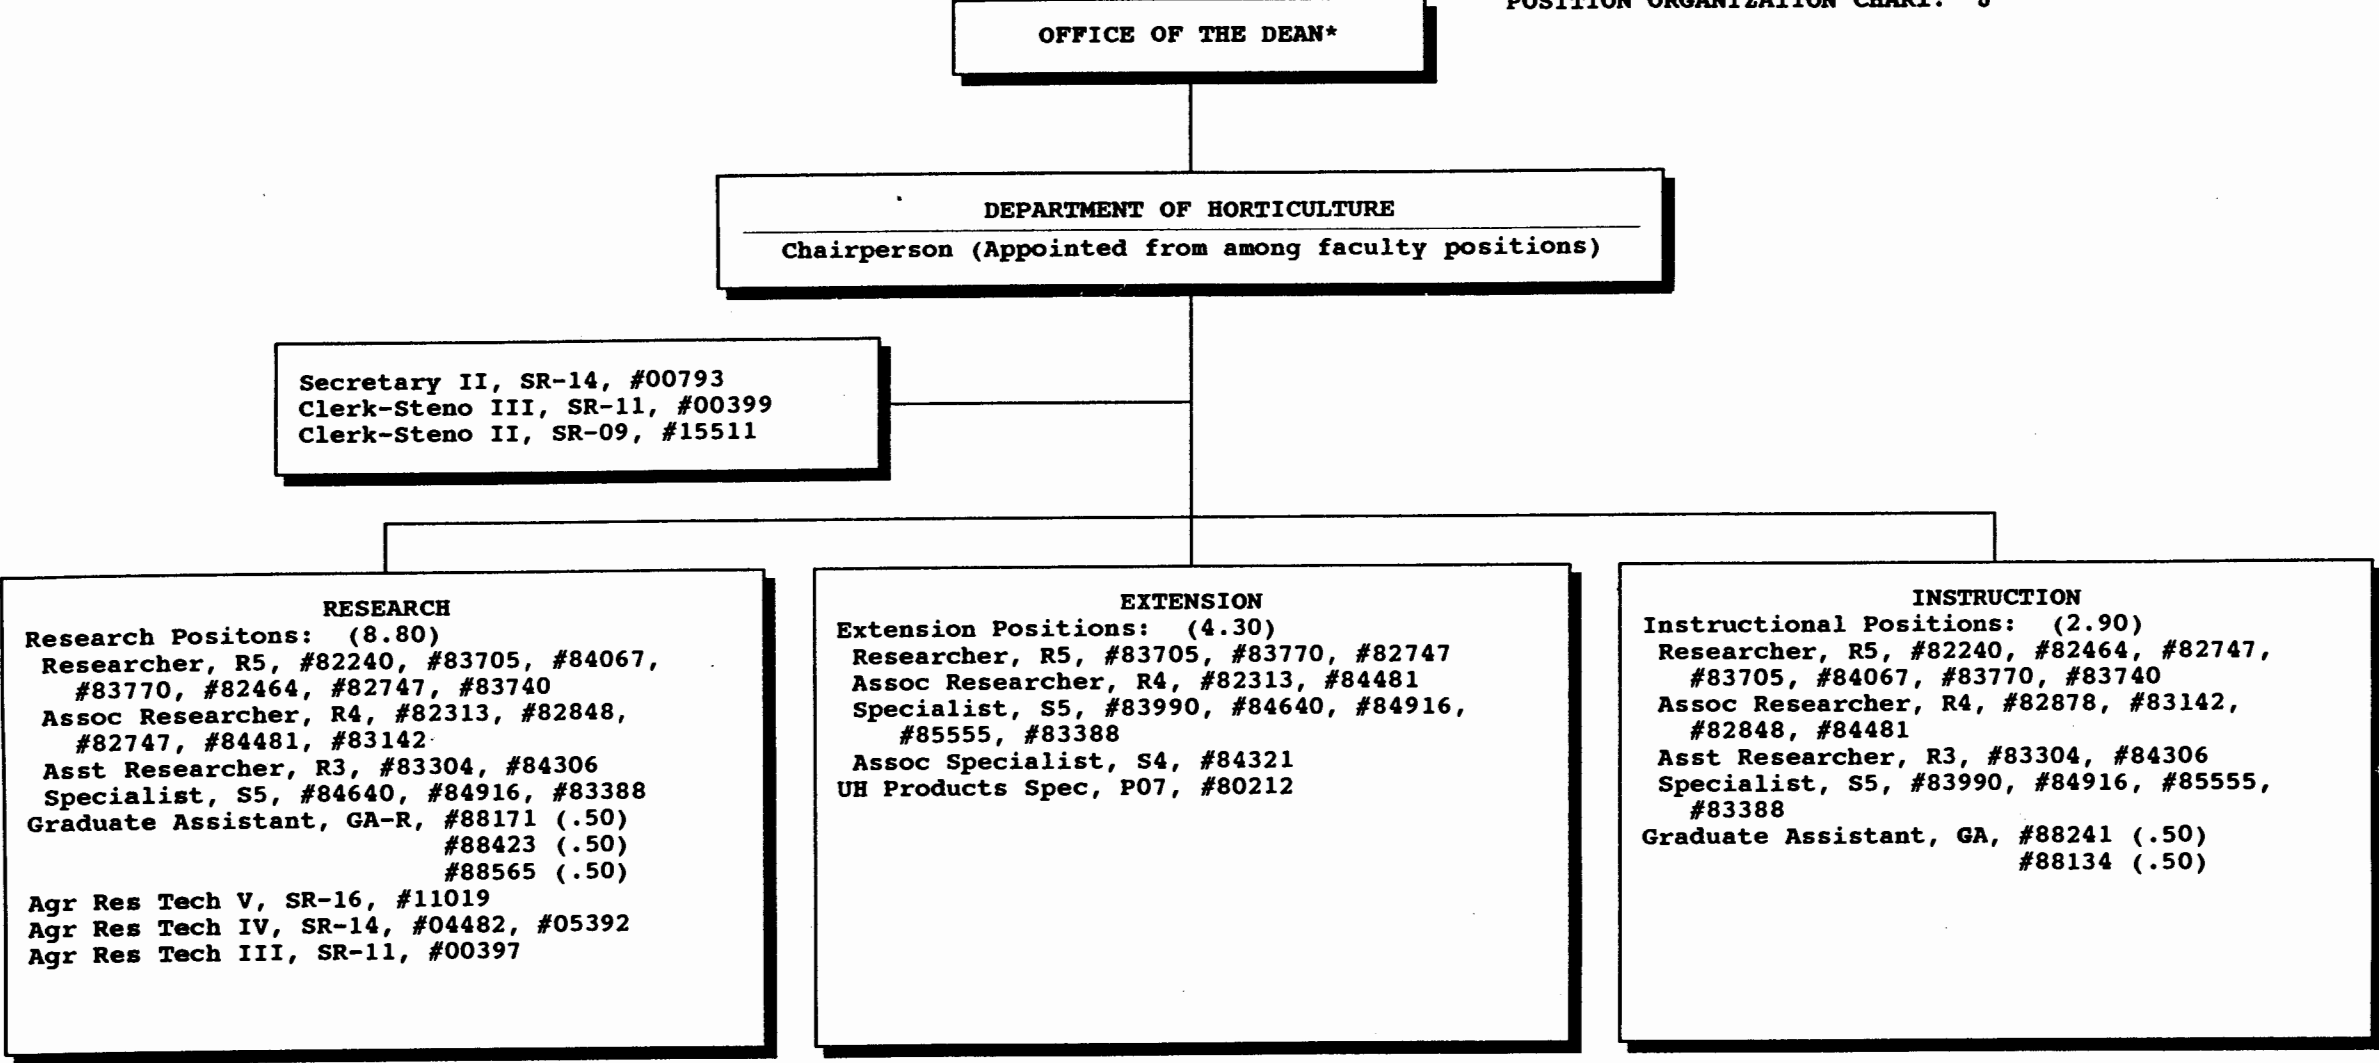 POSITION ORGANIZATION CHART:
OFFICE OF THE DEAN*
DEPARTMENT OF HORTICULTURE
Chairperson (Appointed from among faculty positions)
Secretary II, SR-14, #00793
Clerk-Steno III, SR-11, #00399
Clerk-Steno II, SR-09, #15511
RESEARCH
Research Positons: (8.80)
Researcher, R5, #82240, #83705, #84067,
#83770, #82464, #82747, #83740
Assoc Researcher, R4, #82313, #82848,
#82747, #84481, #83142
Asst Researcher, R3, #83304, #84306
Specialist, S5, #84640, #84916, #83388
Graduate Assistant, GA-R, #88171 (.50)
#88423 (.50)
#88565 (.50)
Agr Res Tech V, SR-16, #11019
Agr Res Tech IV, SR-14, #04482, #05392
Agr Res Tech III, SR-11, #00397
EXTENSION
Extension Positions: (4.30)
Researcher, R5, #83705, #83770, #82747
Assoc Researcher, R4, #82313, #84481
Specialist, S5, #83990, #84640, #84916,
#85555, #83388
Assoc Specialist, S4, #84321
UH Products Spec, P07, #80212
INSTRUCTION
Instructional Positions: (2.90)
Researcher, R5, #82240, #82464, #82747,
#83705, #84067, #83770, #83740
Assoc Researcher, R4, #82878, #83142,
#82848, #84481
Asst Researcher, R3, #83304, #84306
Specialist, S5, #83990, #84916, #85555,
#83388
Graduate Assistant, GA, #88241 (.50)
#88134 (.50)